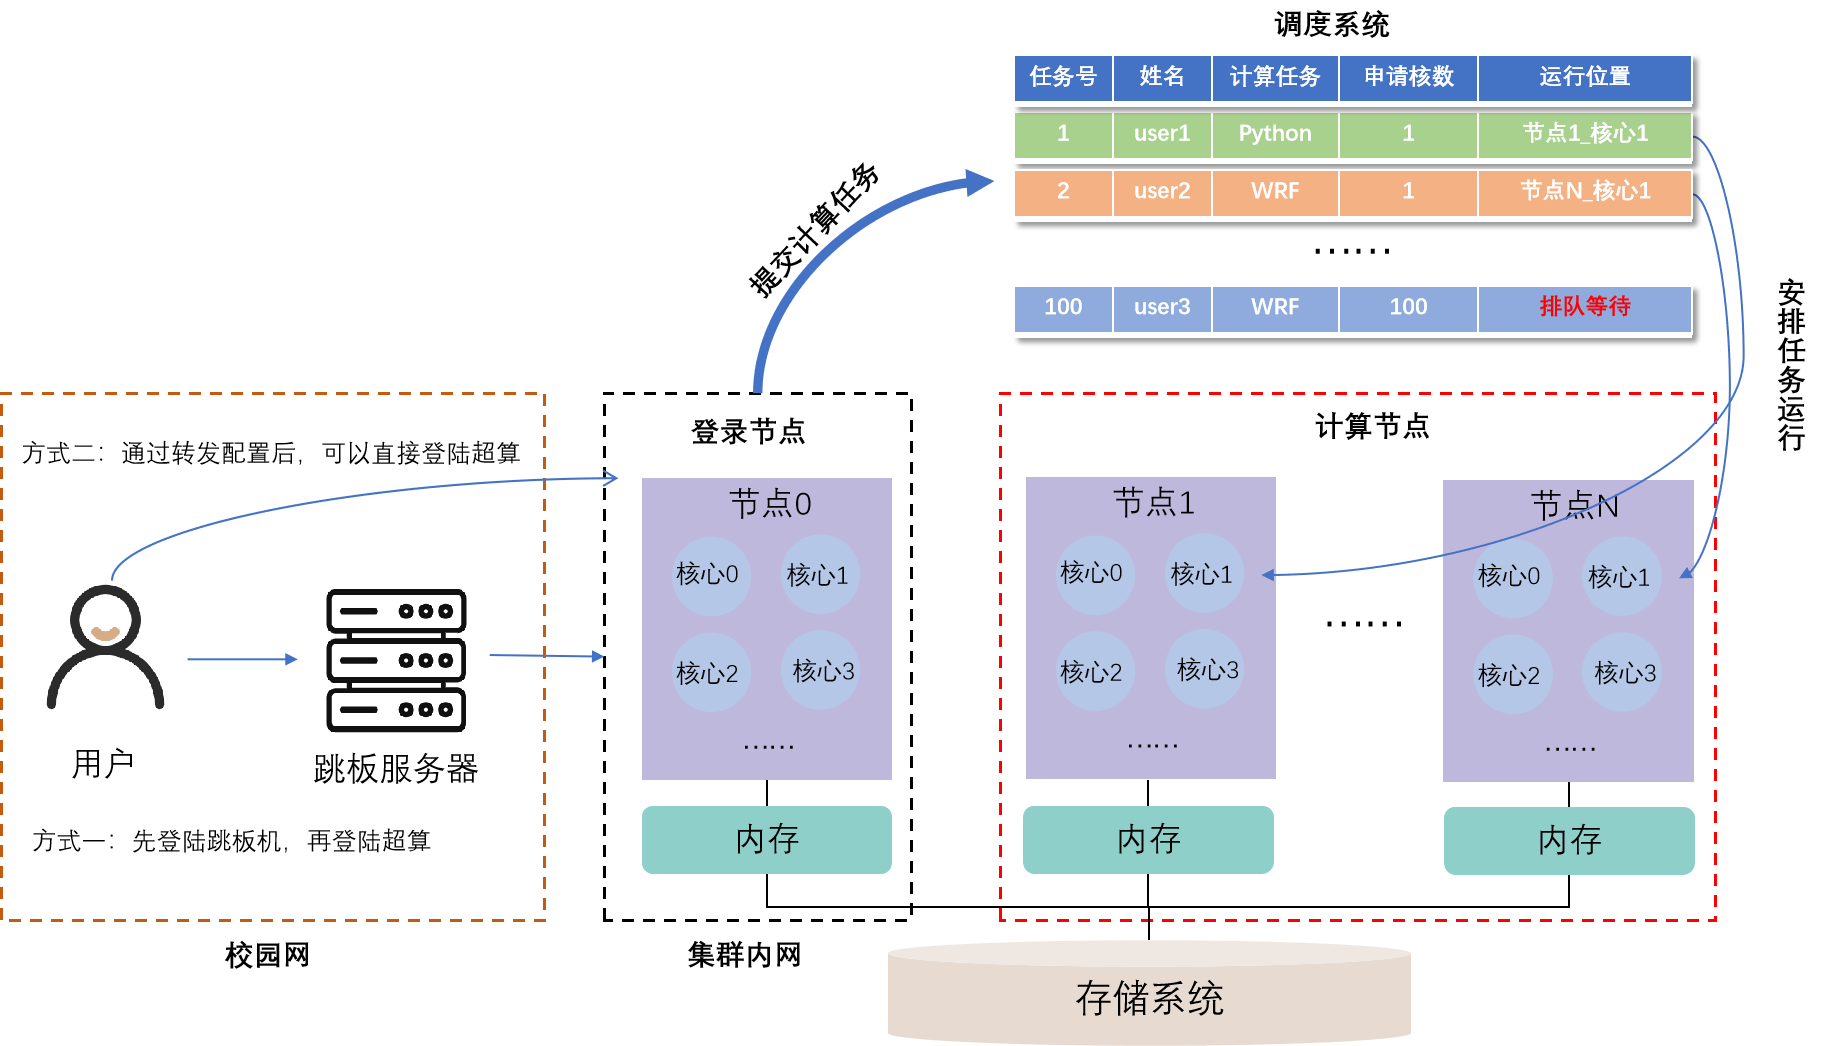 调度系统
任务号 姓名 计算任务 申请核数 运行位置
1 user1 Python 1 节点1_核心1
2 user2 WRF 1 节点N_核心1
……
100 user3 WRF 100 排队等待
提交计算任务
安排任务运行
方式二：通过转发配置后，可以直接登陆超算
用户
跳板服务器
方式一：先登陆跳板机，再登陆超算
校园网
登录节点
节点0
核心0 核心1
核心2 核心3
……
内存
集群内网
计算节点
节点1
核心0 核心1
核心2 核心3
……
内存
……
节点N
核心0 核心1
核心2 核心3
……
内存
存储系统